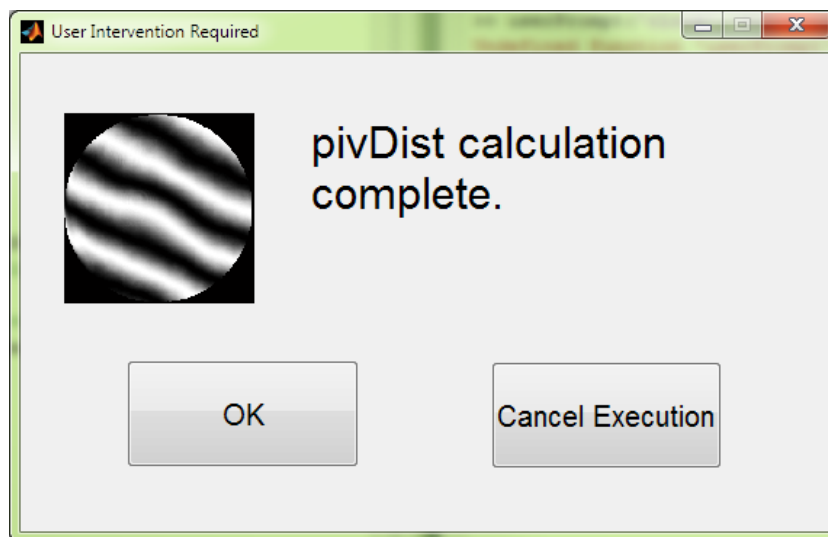 User Intervention Required
pivDist calculation
complete.
OK
Cancel Execution